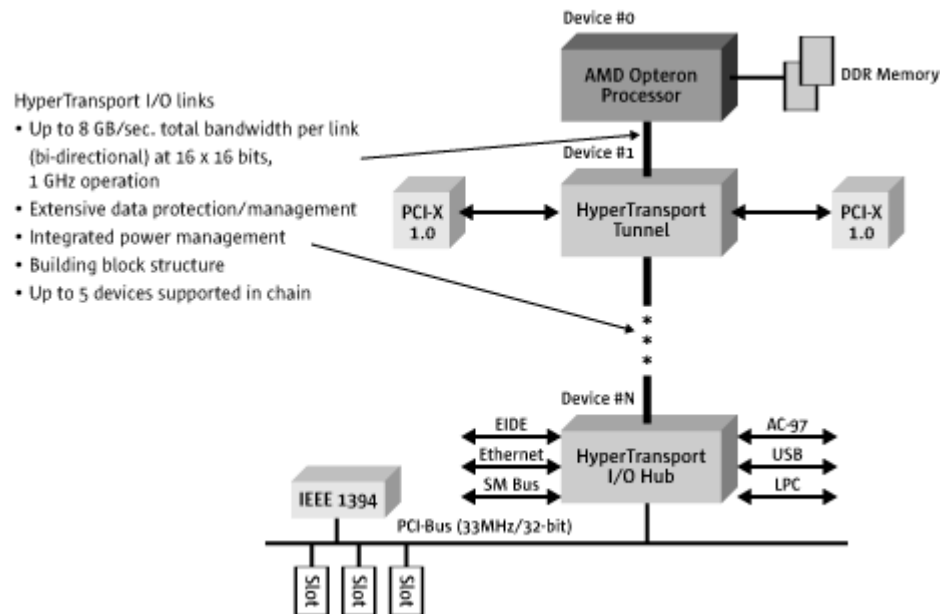 Device #0
AMD Opteron
Processor
DDR Memory
HyperTransport I/O links
• Up to 8 GB/sec. total bandwidth per link
(bi-directional) at 16 x 16 bits,
1 GHz operation
• Extensive data protection/management
• Integrated power management
• Building block structure
• Up to 5 devices supported in chain
Device #1
PCI-X
1.0
HyperTransport
Tunnel
PCI-X
1.0
*
*
*
Device #N
EIDE
Ethernet
SM Bus
HyperTransport
I/O Hub
AC-97
USB
LPC
IEEE 1394
PCI-Bus (33MHz/32-bit)
Slot
Slot
Slot